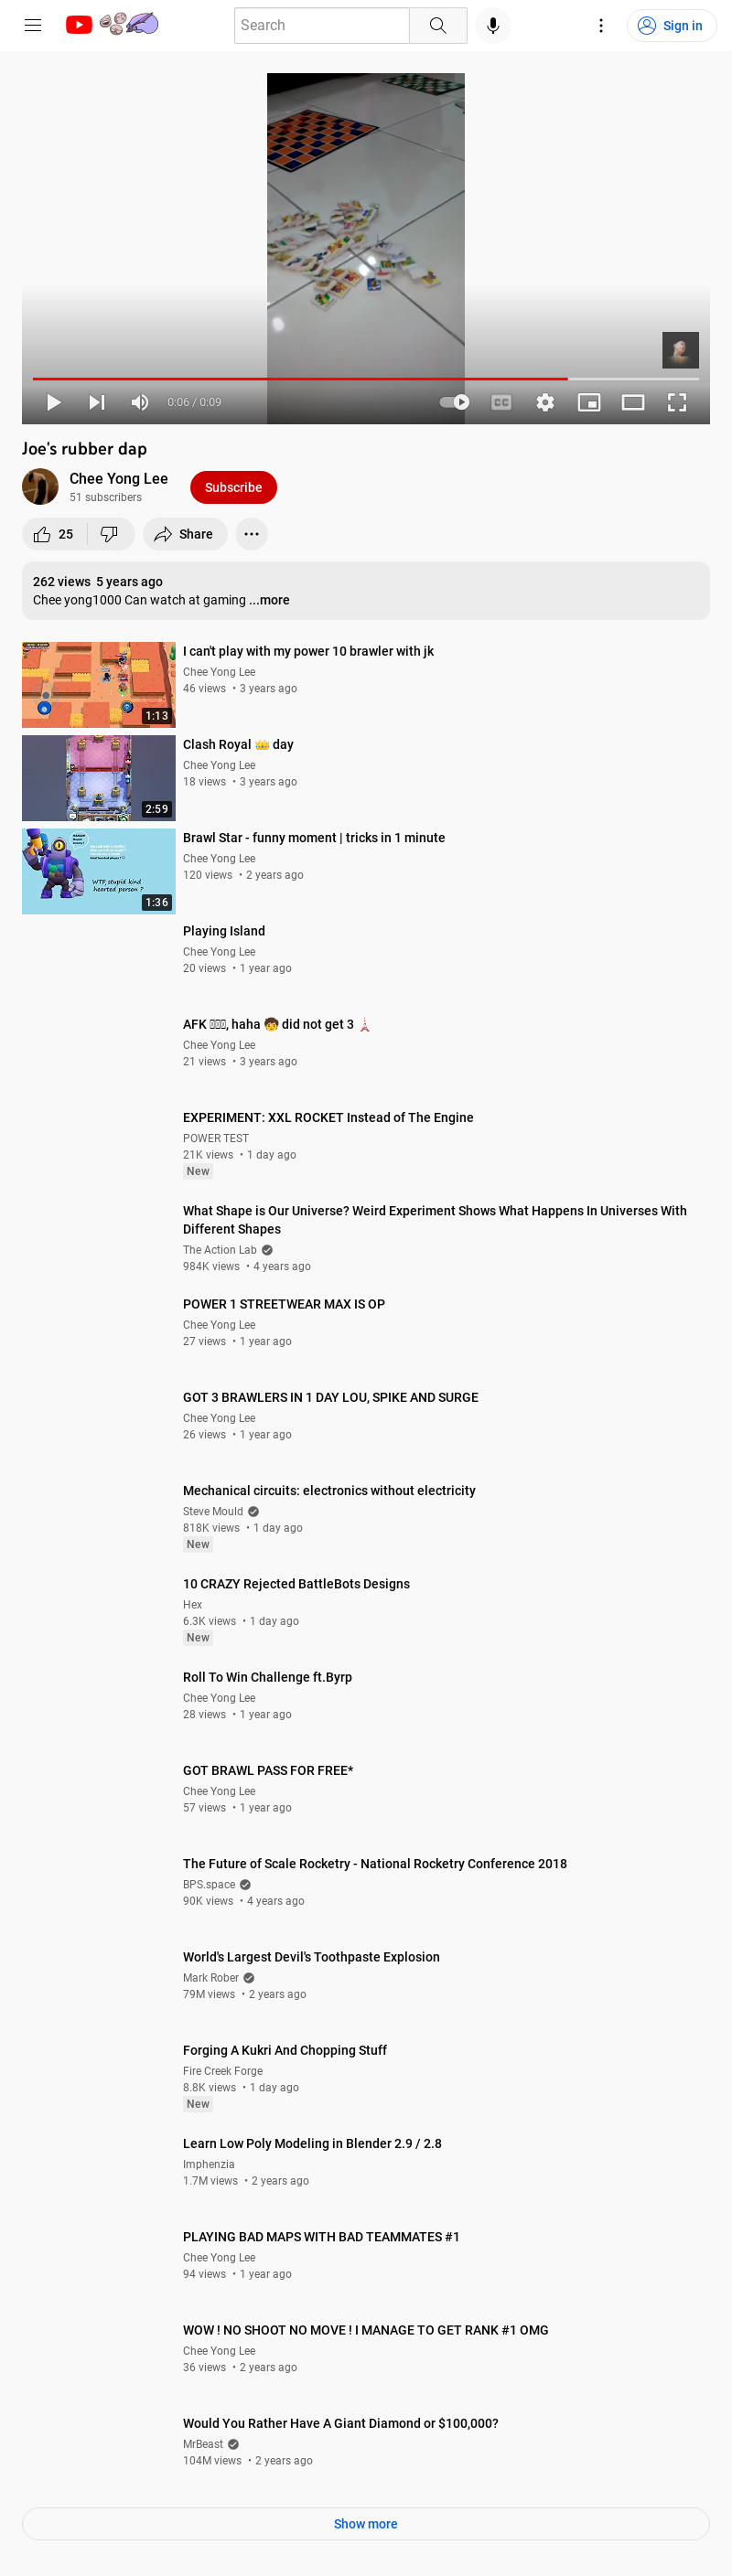 Search
Sign in
0:06 / 0:09
CC
Joe's rubber dap
Chee Yong Lee
51 subscribers
Subscribe
25
Share
262 views 5 years ago
Chee yong1000 Can watch at gaming ...more
1:13
I can't play with my power 10 brawler with jk
Chee Yong Lee
46 views • 3 years ago
2:59
Clash Royal 👑 day
Chee Yong Lee
18 views • 3 years ago
WTF, stupid kind
hearted person ?
1:36
Brawl Star - funny moment | tricks in 1 minute
Chee Yong Lee
120 views • 2 years ago
Playing Island
Chee Yong Lee
20 views • 1 year ago
AFK , haha 🧒 did not get 3 🗼
Chee Yong Lee
21 views • 3 years ago
EXPERIMENT: XXL ROCKET Instead of The Engine
POWER TEST
21K views • 1 day ago
New
What Shape is Our Universe? Weird Experiment Shows What Happens In Universes With
Different Shapes
The Action Lab
984K views • 4 years ago
POWER 1 STREETWEAR MAX IS OP
Chee Yong Lee
27 views • 1 year ago
GOT 3 BRAWLERS IN 1 DAY LOU, SPIKE AND SURGE
Chee Yong Lee
26 views • 1 year ago
Mechanical circuits: electronics without electricity
Steve Mould
818K views • 1 day ago
New
10 CRAZY Rejected BattleBots Designs
Hex
6.3K views • 1 day ago
New
Roll To Win Challenge ft.Byrp
Chee Yong Lee
28 views • 1 year ago
GOT BRAWL PASS FOR FREE*
Chee Yong Lee
57 views • 1 year ago
The Future of Scale Rocketry - National Rocketry Conference 2018
BPS.space
90K views • 4 years ago
World's Largest Devil's Toothpaste Explosion
Mark Rober
79M views • 2 years ago
Forging A Kukri And Chopping Stuff
Fire Creek Forge
8.8K views • 1 day ago
New
Learn Low Poly Modeling in Blender 2.9 / 2.8
Imphenzia
1.7M views • 2 years ago
PLAYING BAD MAPS WITH BAD TEAMMATES #1
Chee Yong Lee
94 views • 1 year ago
WOW ! NO SHOOT NO MOVE ! I MANAGE TO GET RANK #1 OMG
Chee Yong Lee
36 views • 2 years ago
Would You Rather Have A Giant Diamond or $100,000?
MrBeast
104M views • 2 years ago
Show more